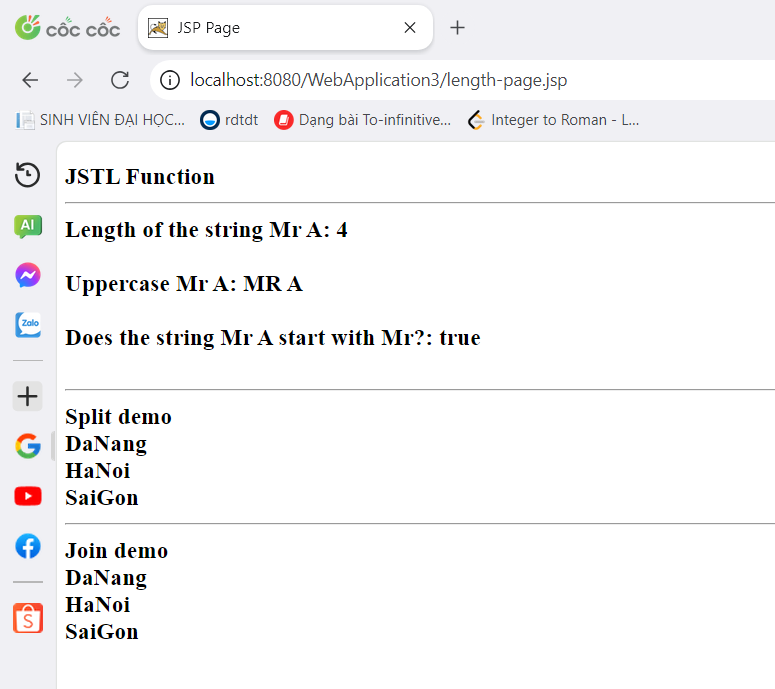 cốc cốc
JSP Page
localhost:8080/WebApplication3/length-page.jsp
SINH VIÊN ĐẠI HỌC...
rdtdt
Dạng bài To-infinitive...
Integer to Roman - L...
AI
Zalo
JSTL Function
Length of the string Mr A: 4
Uppercase Mr A: MR A
Does the string Mr A start with Mr?: true
Split demo
DaNang
HaNoi
SaiGon
Join demo
DaNang
HaNoi
SaiGon